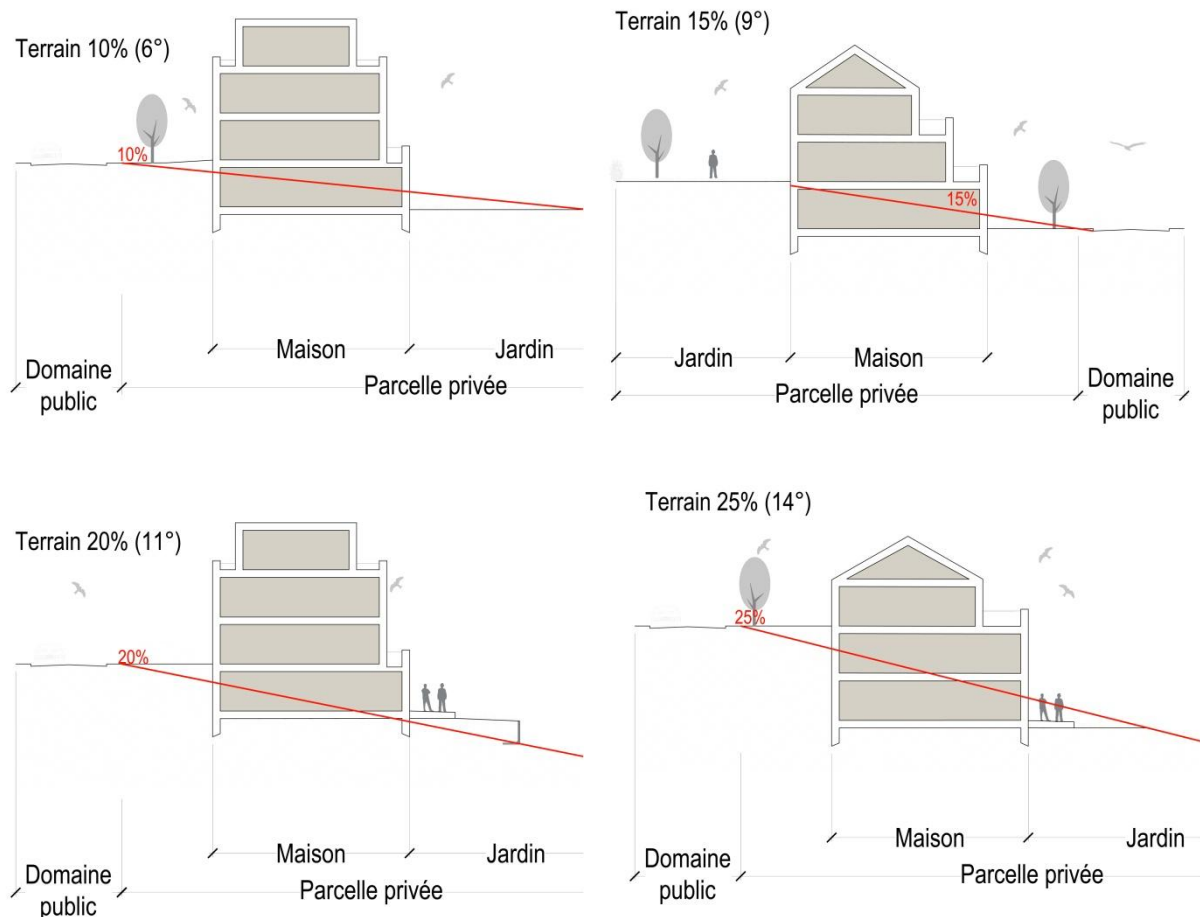 Terrain 10% (6°)
10%
Maison
Jardin
Domaine
public
Parcelle privée
Terrain 15% (9°)
15%
Jardin
Maison
Parcelle privée
Domaine
public
Terrain 20% (11°)
20%
Maison
Jardin
Domaine
public
Parcelle privée
Terrain 25% (14°)
25%
Maison
Jardin
Domaine
public
Parcelle privée